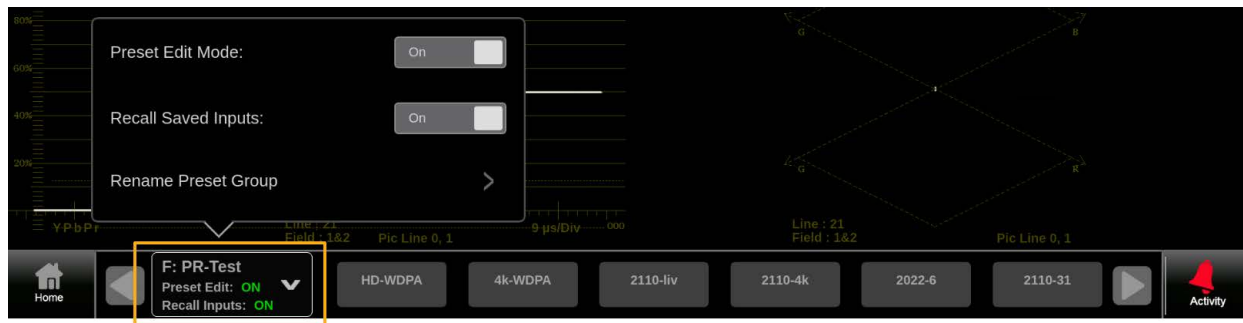 80%
60%
40%
20%
Preset Edit Mode:
On
Recall Saved Inputs:
On
Rename Preset Group
YPbPr
Line : 21
Field : 1&2
Pic Line 0, 1
9 µs/Div
000
G
B
G
R
Line : 21
Field : 1&2
Pic Line 0, 1
Home
F: PR-Test
Preset Edit: ON
Recall Inputs: ON
HD-WDPA
4k-WDPA
2110-liv
2110-4k
2022-6
2110-31
Activity